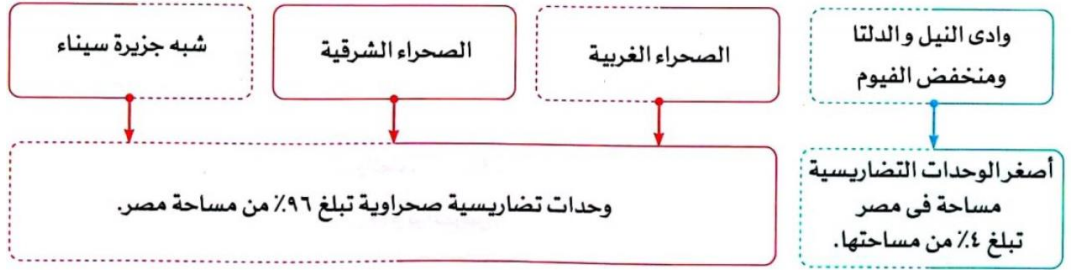 وادى النيل والدلتا
ومنخفض الفيوم
الصحراء الغربية
الصحراء الشرقية
شبه جزيرة سيناء
أصغر الوحدات التضاريسية
مساحة فى مصر
تبلغ ٤٪ من مساحتها.
وحدات تضاريسية صحراوية تبلغ ٩٦٪ من مساحة مصر.